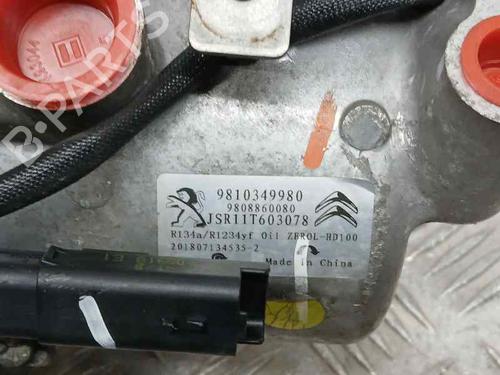 B-PARTS
9810349980
9808860080
JSR11T603078
R134a/R1234yf Oil ZEROL-HD100
201807134535-2
Made in China